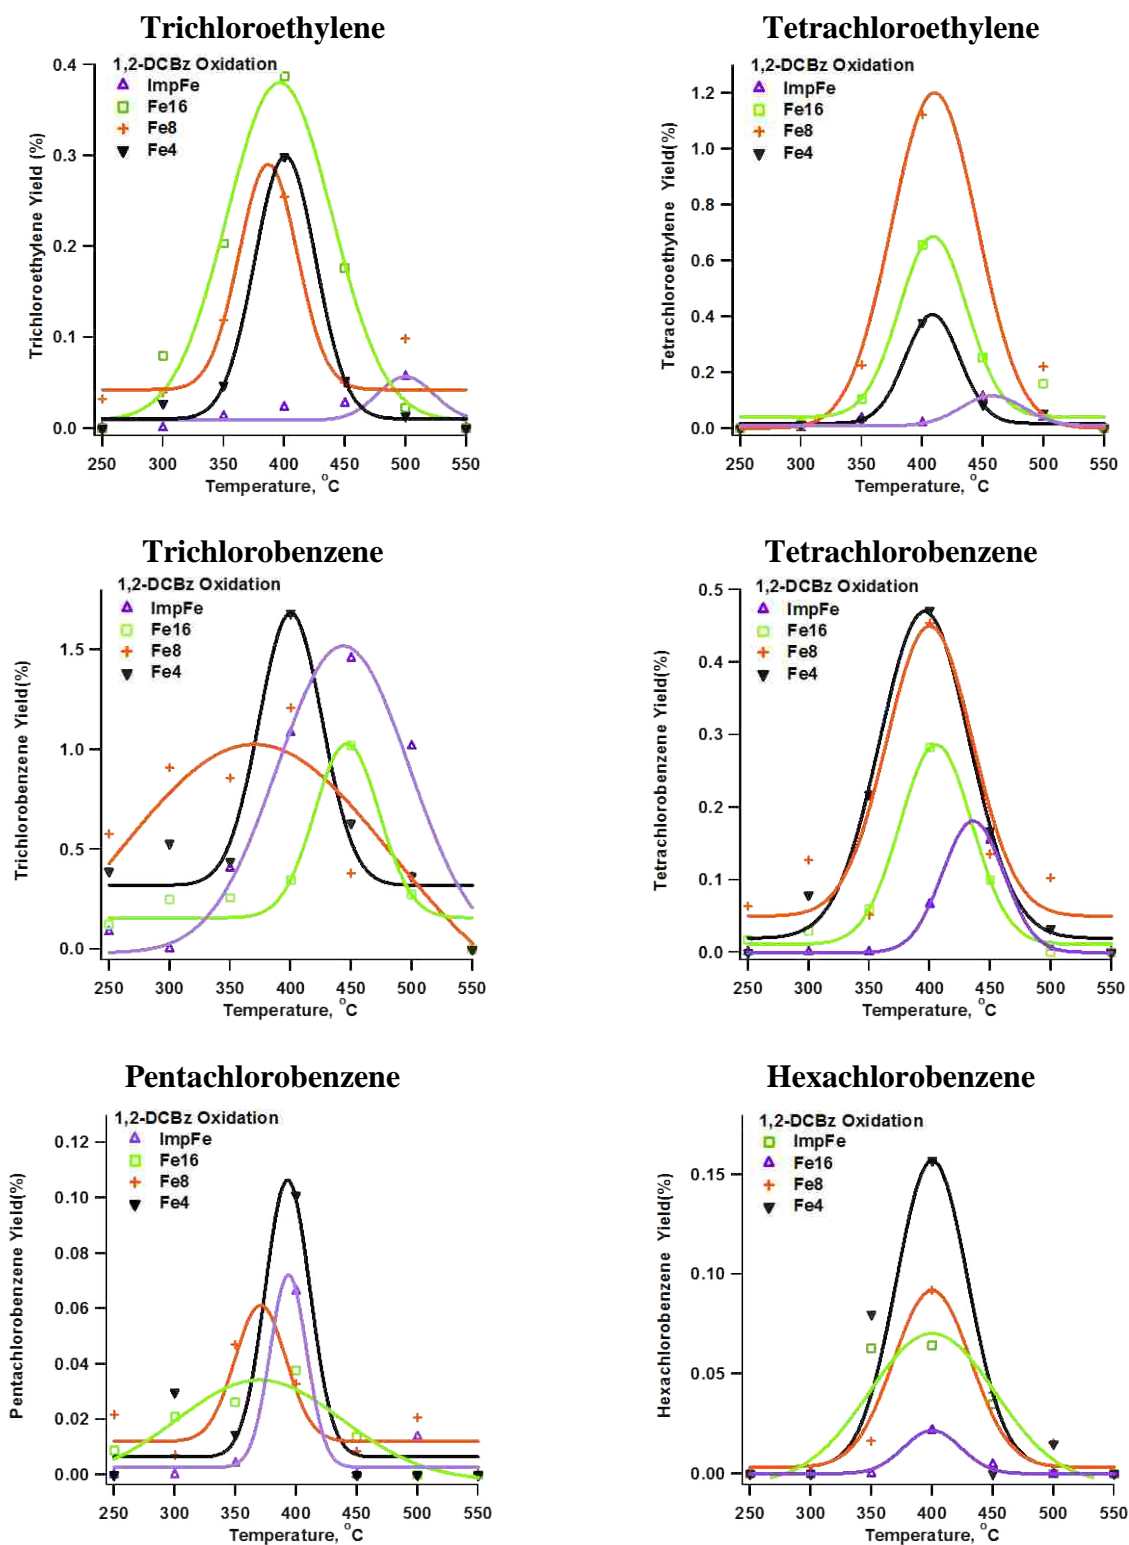 Trichloroethylene
1,2-DCBz Oxidation
ImpFe
Fe16
Fe8
Fe4
Trichloroethylene Yield (%)
0.4
0.3
0.2
0.1
0.0
250 300 350 400 450 500 550
Temperature, °C
Tetrachloroethylene
1,2-DCBz Oxidation
ImpFe
Fe16
Fe8
Fe4
Tetrachloroethylene Yield(%)
1.2
1.0
0.8
0.6
0.4
0.2
0.0
250 300 350 400 450 500 550
Temperature, °C
Trichlorobenzene
1,2-DCBz Oxidation
ImpFe
Fe16
Fe8
Fe4
Trichlorobenzene Yield(%)
1.5
1.0
0.5
0.0
250 300 350 400 450 500 550
Temperature, °C
Tetrachlorobenzene
1,2-DCBz Oxidation
ImpFe
Fe16
Fe8
Fe4
Tetrachlorobenzene Yield(%)
0.5
0.4
0.3
0.2
0.1
0.0
250 300 350 400 450 500 550
Temperature, °C
Pentachlorobenzene
1,2-DCBz Oxidation
ImpFe
Fe16
Fe8
Fe4
Pentachlorobenzene Yield(%)
0.12
0.10
0.08
0.06
0.04
0.02
0.00
250 300 350 400 450 500 550
Temperature, °C
Hexachlorobenzene
1,2-DCBz Oxidation
ImpFe
Fe16
Fe8
Fe4
Hexachlorobenzene Yield(%)
0.15
0.10
0.05
0.00
250 300 350 400 450 500 550
Temperature, °C